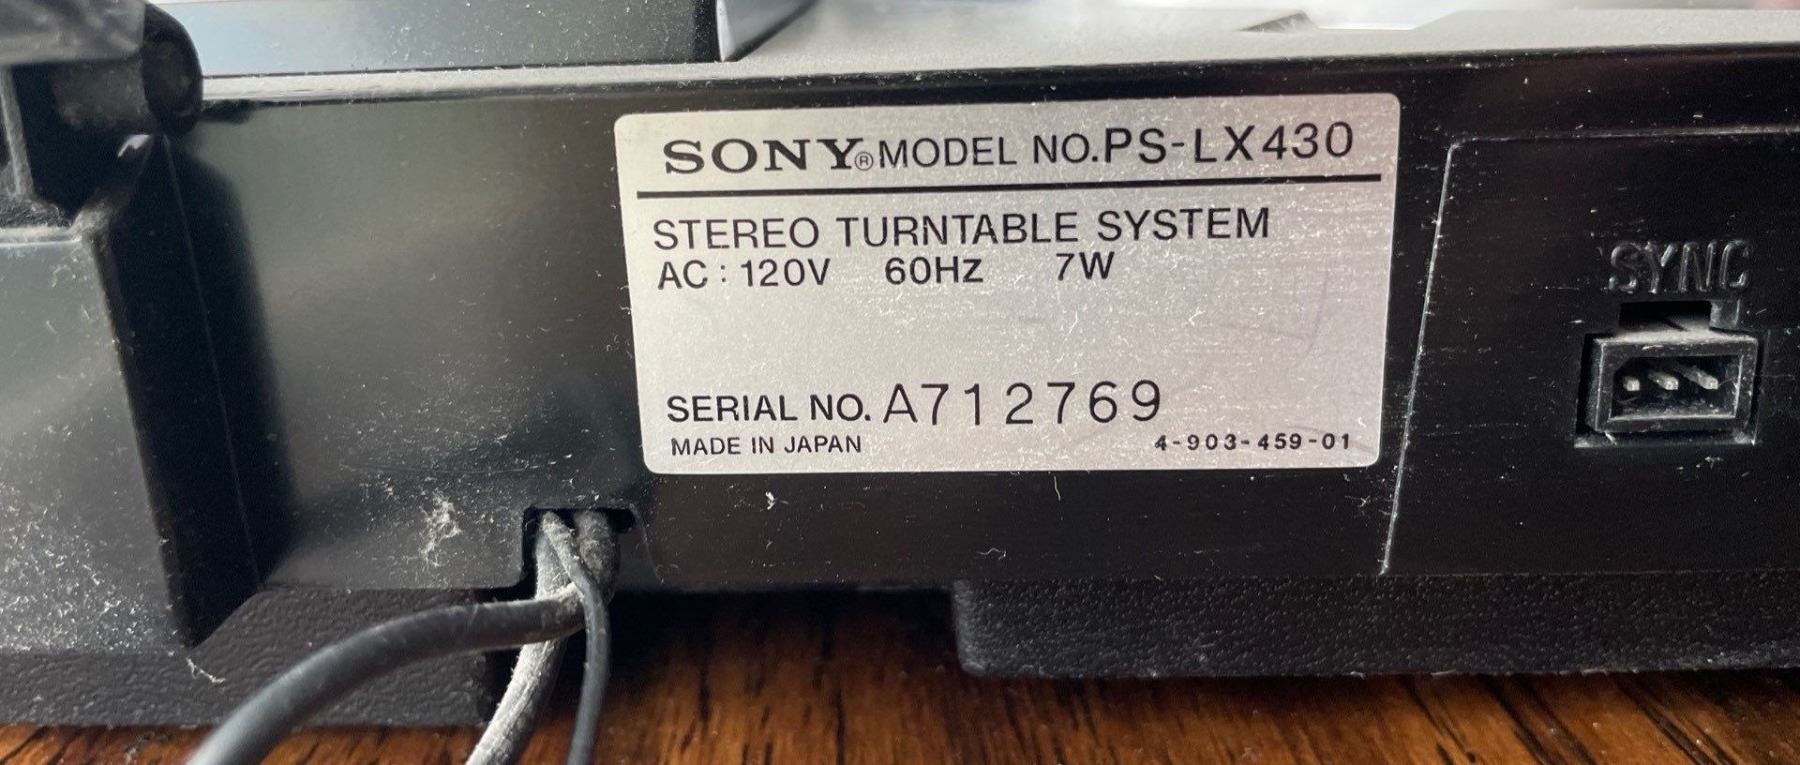 SONY® MODEL NO.PS-LX430
STEREO TURNTABLE SYSTEM
AC : 120V 60Hz 7W
SERIAL NO. A712769
MADE IN JAPAN 4-903-459-01
SYNC